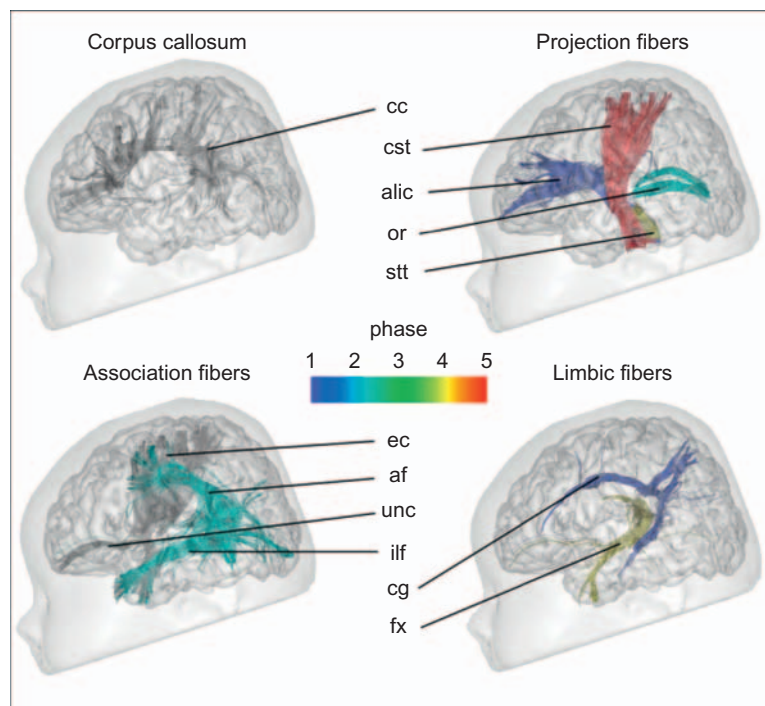 Corpus callosum
Projection fibers
cc
cst
alic
or
stt
phase
1 2 3 4 5
Association fibers
Limbic fibers
ec
af
unc
ilf
cg
fx